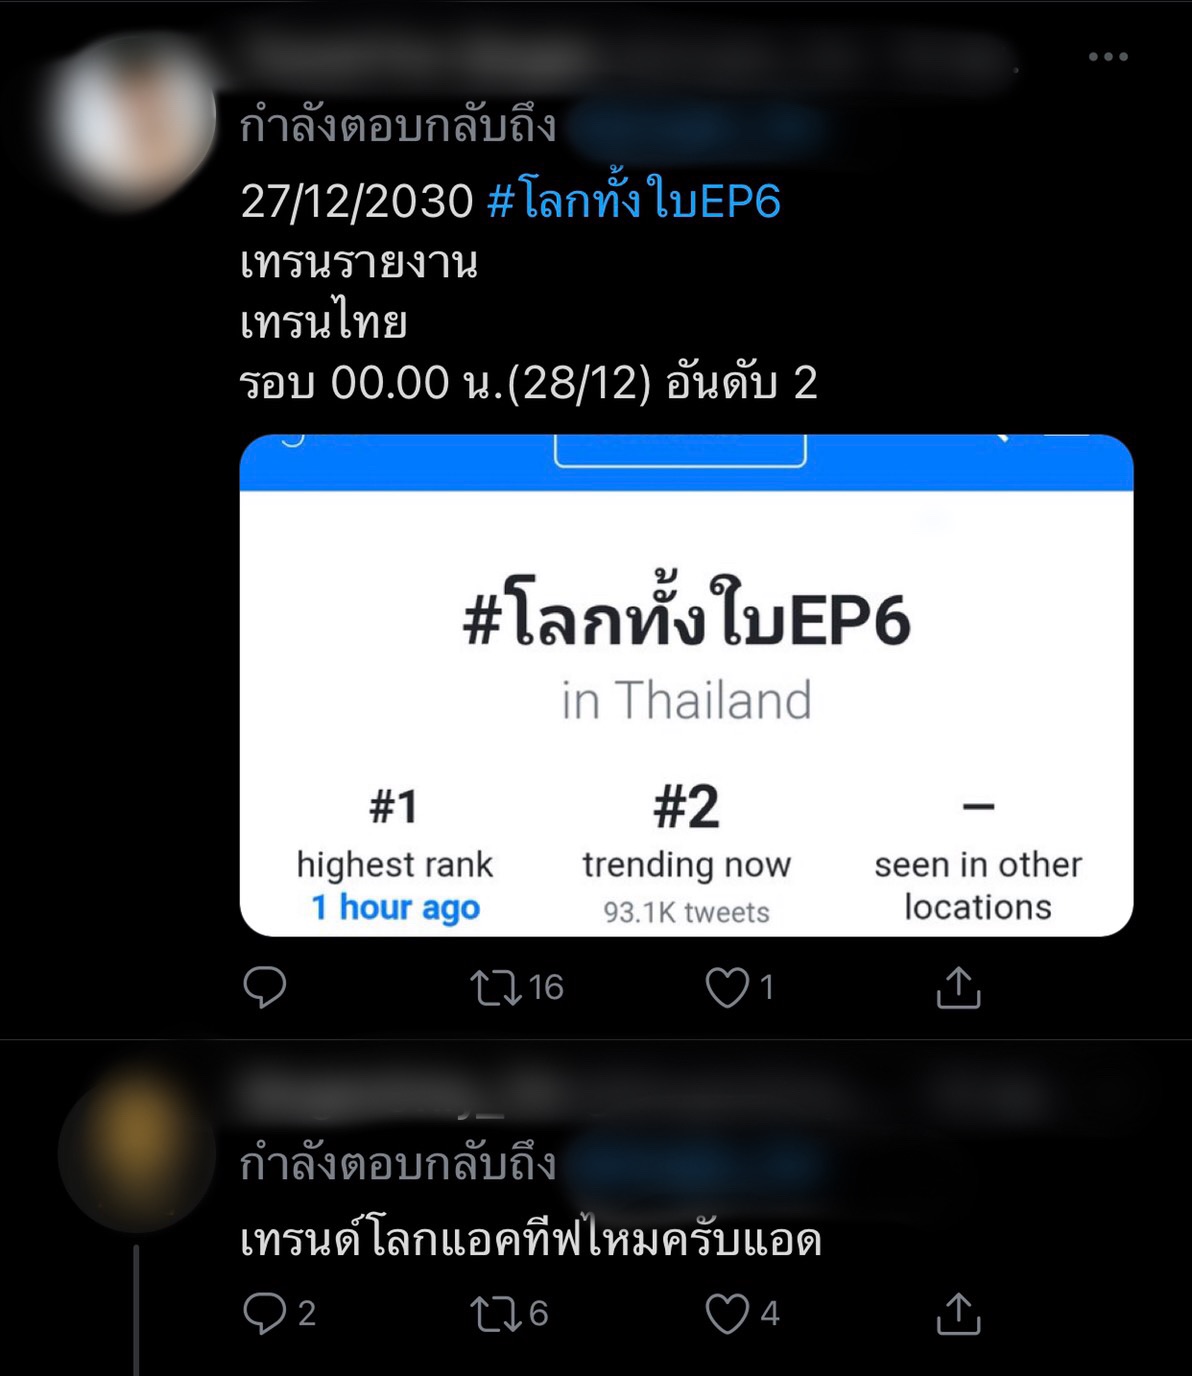 กำลังตอบกลับถึง
27/12/2030 #โลกทั้งใบEP6
เทรนรายงาน
เทรนไทย
รอบ 00.00 น.(28/12) อันดับ 2
#โลกทั้งใบEP6
in Thailand
#1
highest rank
1 hour ago
#2
trending now
93.1K tweets
–
seen in other
locations
16
1
กำลังตอบกลับถึง
เทรนด์โลกแอคทีฟไหมครับแอด
2
6
4